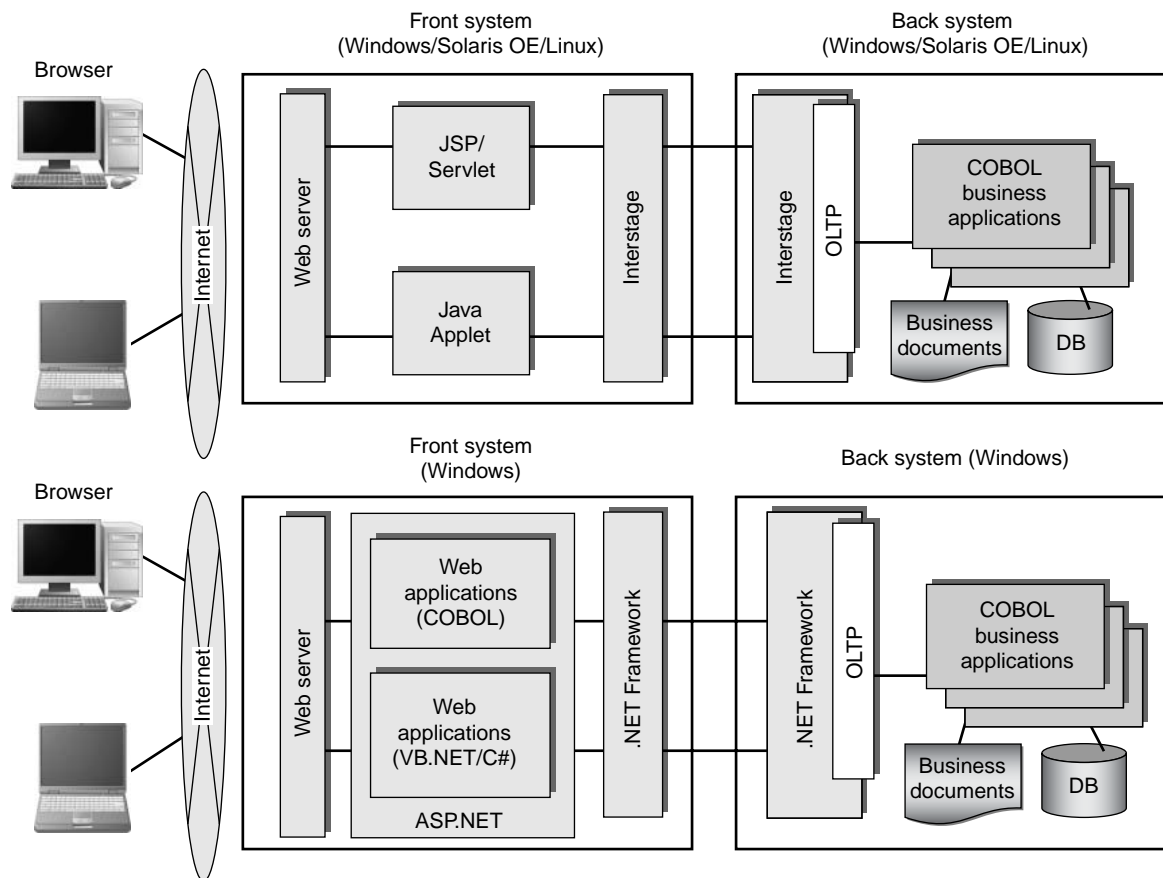 Front system
(Windows/Solaris OE/Linux)
Back system
(Windows/Solaris OE/Linux)
Browser
Internet
Web server
JSP/
Servlet
Java
Applet
Interstage
Interstage
OLTP
COBOL
business
applications
Business
documents
DB
Front system
(Windows)
Back system (Windows)
Browser
Internet
Web server
Web
applications
(COBOL)
Web
applications
(VB.NET/C#)
ASP.NET
.NET Framework
.NET Framework
OLTP
COBOL
business
applications
Business
documents
DB